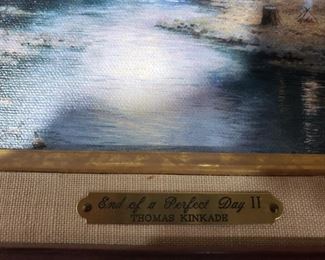 End of a Perfect Day II
THOMAS KINKADE